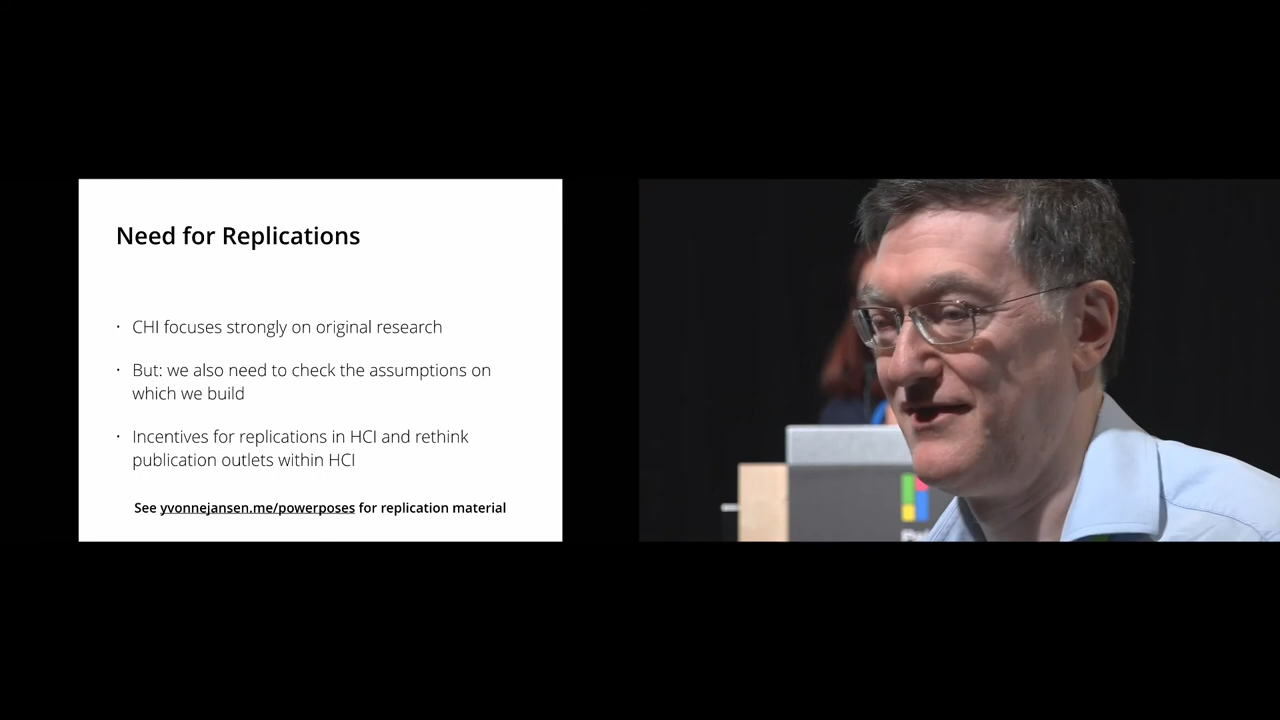 Need for Replications
· CHI focuses strongly on original research
· But: we also need to check the assumptions on
which we build
· Incentives for replications in HCI and rethink
publication outlets within HCI
See yvonnejansen.me/powerposes for replication material